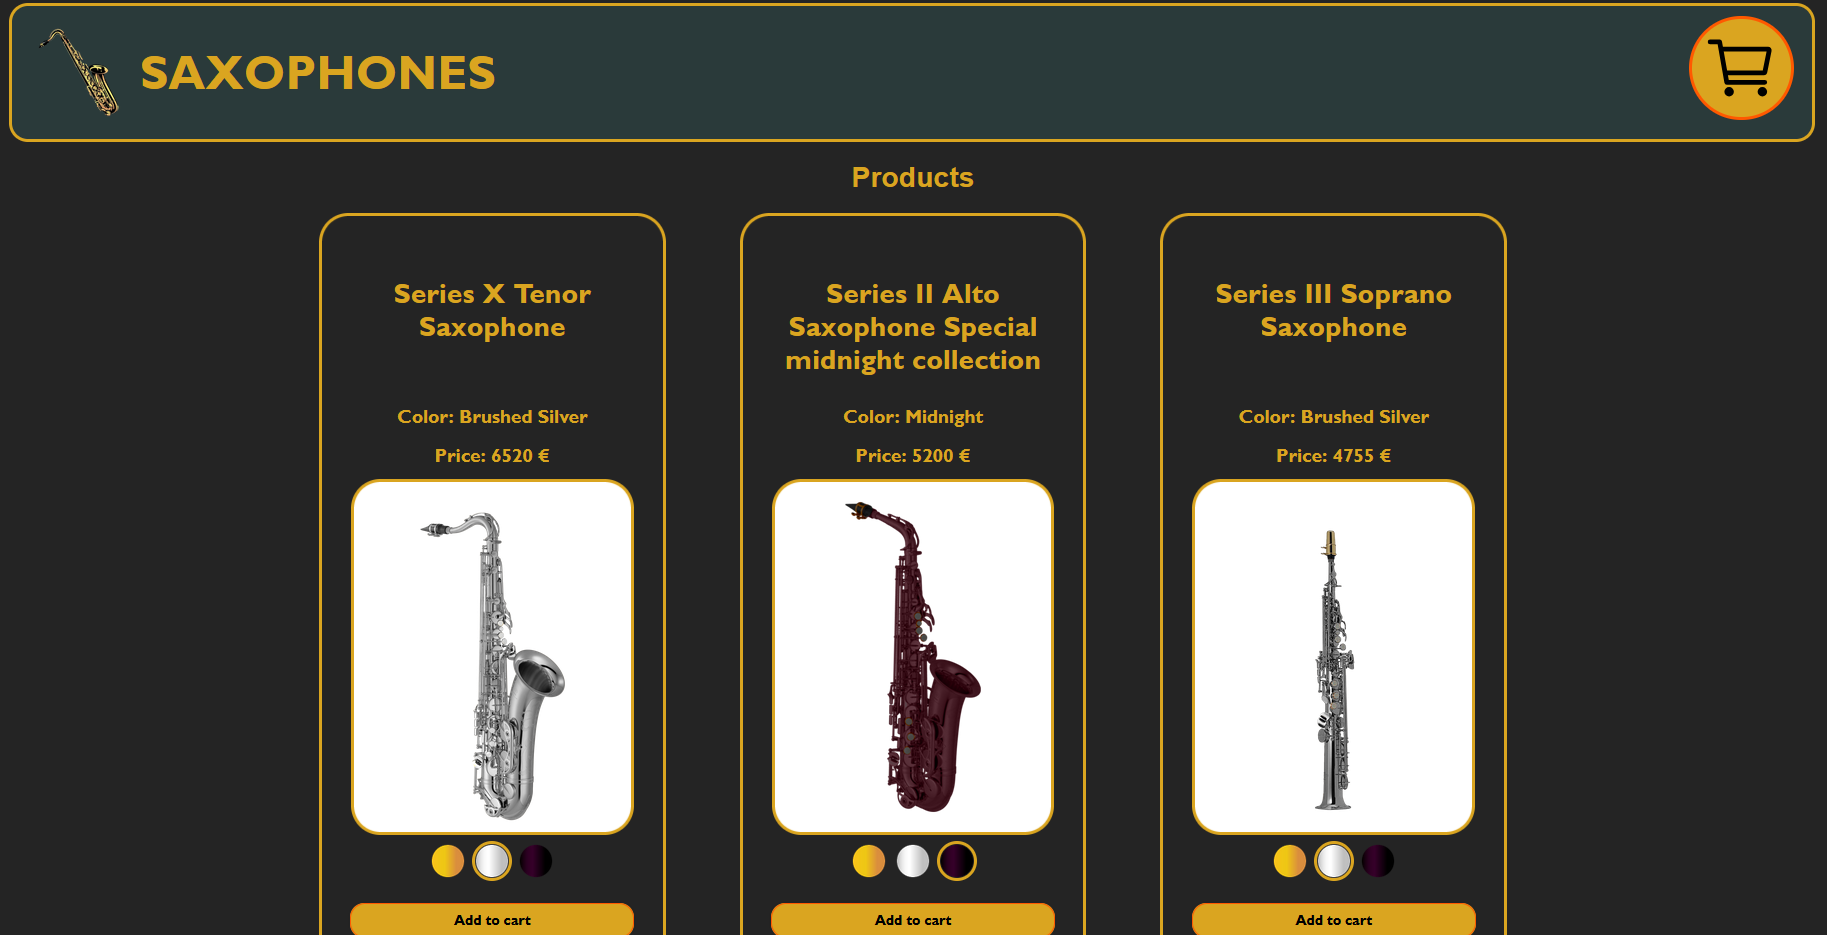 SAXOPHONES
Products
Series X Tenor
Saxophone
Color: Brushed Silver
Price: 6520 €
Add to cart
Series II Alto
Saxophone Special
midnight collection
Color: Midnight
Price: 5200 €
Add to cart
Series III Soprano
Saxophone
Color: Brushed Silver
Price: 4755 €
Add to cart